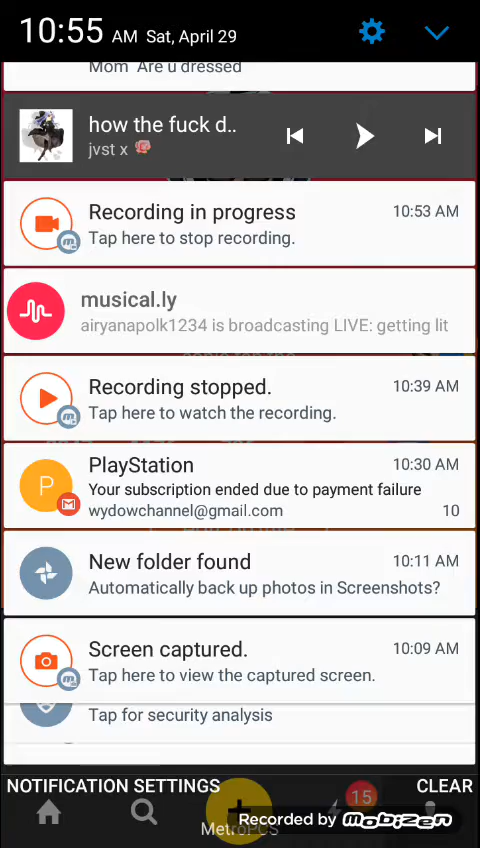 10:55 AM Sat, April 29
Mom Are u dressed
how the fuck d..
jvst x
Recording in progress 10:53 AM
Tap here to stop recording.
musical.ly
airyanapolk1234 is broadcasting LIVE: getting lit
Recording stopped. 10:39 AM
Tap here to watch the recording.
P
PlayStation 10:30 AM
Your subscription ended due to payment failure
wydowchannel@gmail.com 10
New folder found 10:11 AM
Automatically back up photos in Screenshots?
Screen captured. 10:09 AM
Tap here to view the captured screen.
Tap for security analysis
NOTIFICATION SETTINGS CLEAR
15
Recorded by Mobizen
MetroPCS